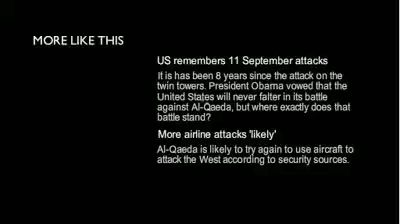 MORE LIKE THIS
US remembers 11 September attacks
It is has been 8 years since the attack on the
twin towers. President Obama vowed that the
United States will never falter in its battle
against Al-Qaeda, but where exactly does that
battle stand?
More airline attacks 'likely'
Al-Qaeda is likely to try again to use aircraft to
attack the West according to security sources.